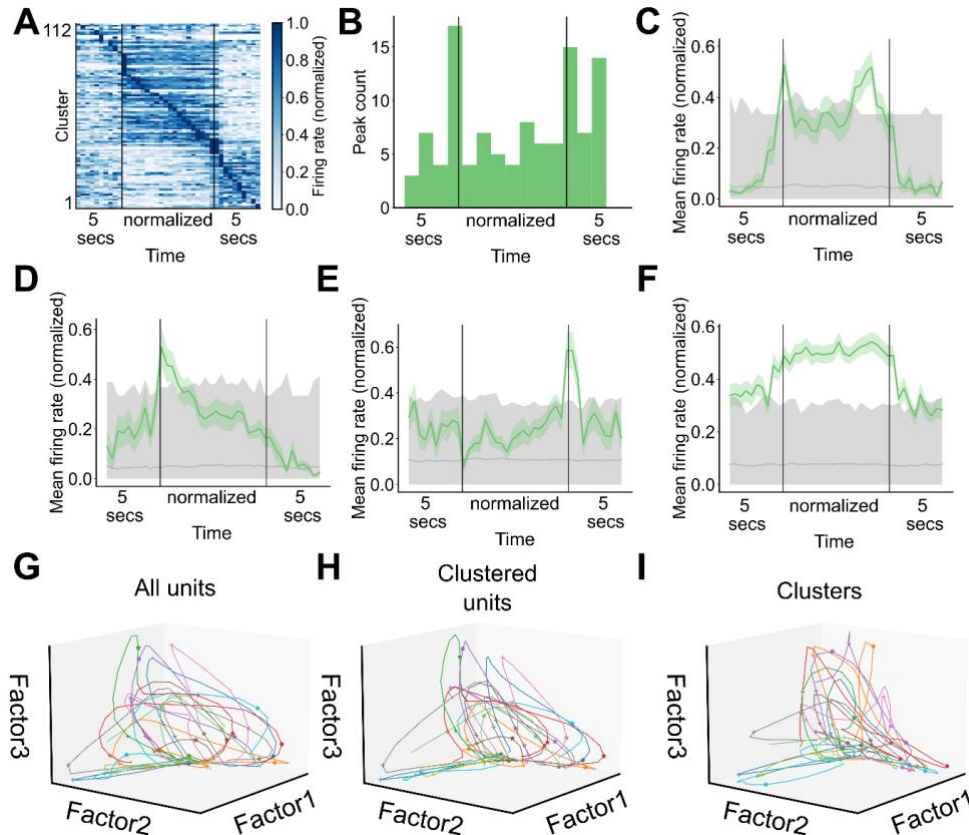 A
112
Cluster
1
5
secs
normalized
5
secs
Time
1.0
0.8
0.6
0.4
0.2
0.0
Firing rate (normalized)
B
Peak count
15
10
5
0
5
secs
normalized
5
secs
Time
C
Mean firing rate (normalized)
0.6
0.4
0.2
0.0
5
secs
normalized
5
secs
Time
D
Mean firing rate (normalized)
0.6
0.4
0.2
0.0
5
secs
normalized
5
secs
Time
E
Mean firing rate (normalized)
0.6
0.4
0.2
0.0
5
secs
normalized
5
secs
Time
F
Mean firing rate (normalized)
0.6
0.4
0.2
0.0
5
secs
normalized
5
secs
Time
G
All units
Factor3
Factor2
Factor1
H
Clustered
units
Factor3
Factor2
Factor1
I
Clusters
Factor3
Factor2
Factor1